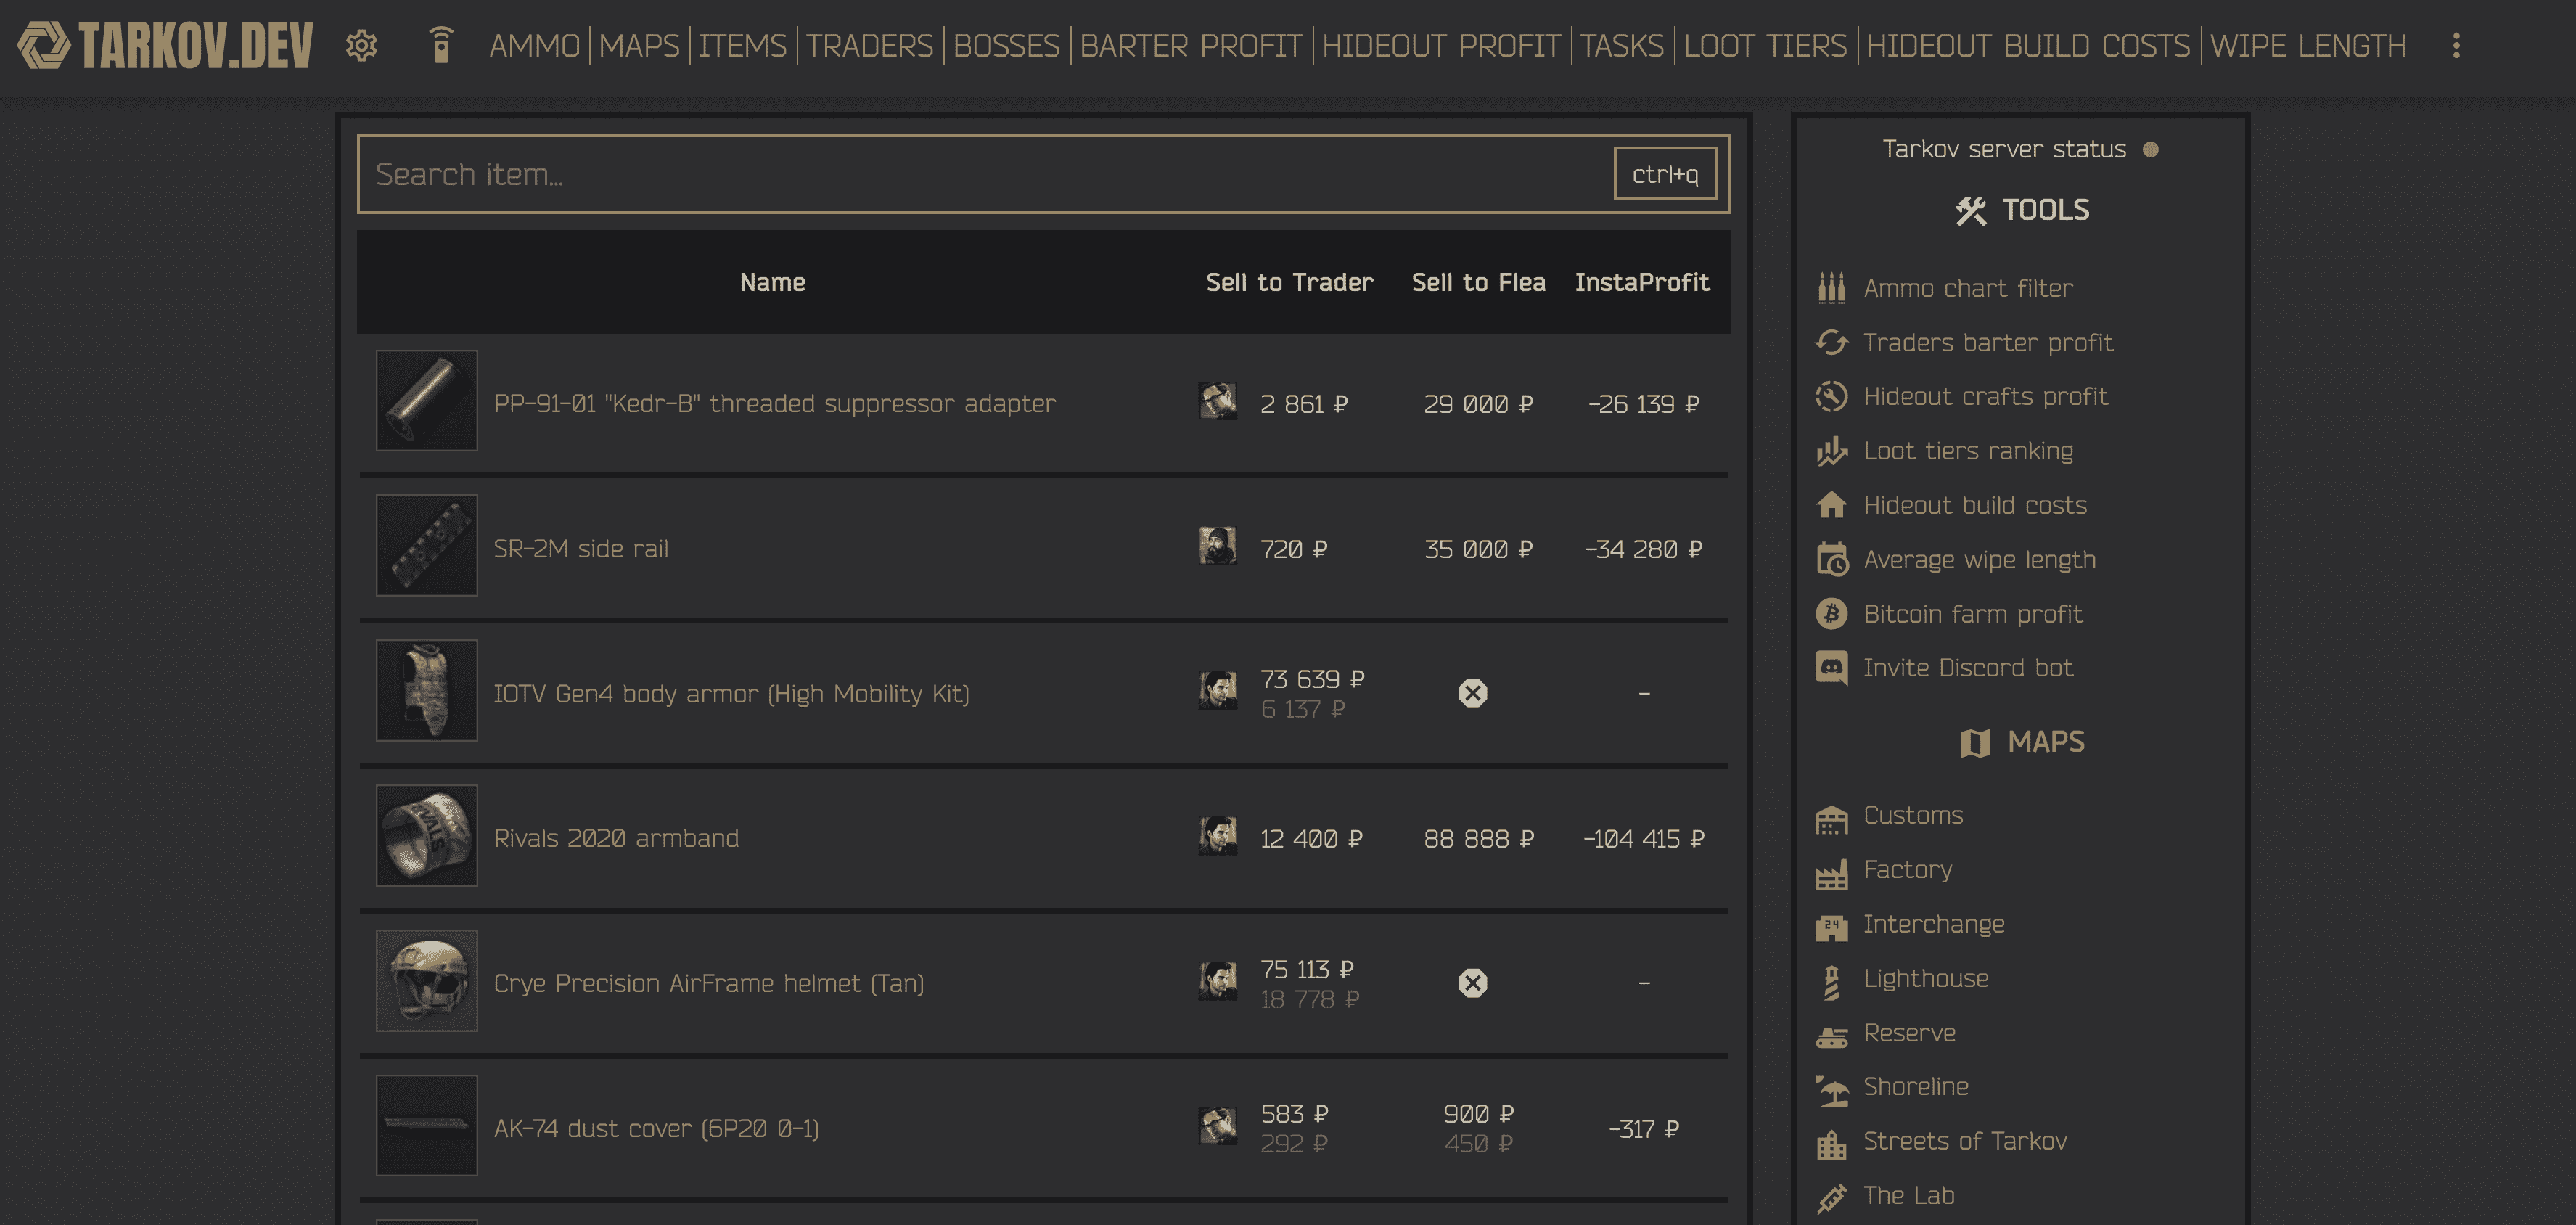 TARKOV.DEV
AMMO
MAPS
ITEMS
TRADERS
BOSSES
BARTER PROFIT
HIDEOUT PROFIT
TASKS
LOOT TIERS
HIDEOUT BUILD COSTS
WIPE LENGTH
Search item...
ctrl+q
Name Sell to Trader Sell to Flea InstaProfit
PP-91-01 "Kedr-B" threaded suppressor adapter 2 861 ₽ 29 000 ₽ -26 139 ₽
SR-2M side rail 720 ₽ 35 000 ₽ -34 280 ₽
IOTV Gen4 body armor (High Mobility Kit) 73 639 ₽ -
6 137 ₽
Rivals 2020 armband 12 400 ₽ 88 888 ₽ -104 415 ₽
RIVALS
Crye Precision AirFrame helmet (Tan) 75 113 ₽ -
18 778 ₽
AK-74 dust cover (6P20 0-1) 583 ₽ 900 ₽ -317 ₽
292 ₽ 450 ₽
Tarkov server status
TOOLS
Ammo chart filter
Traders barter profit
Hideout crafts profit
Loot tiers ranking
Hideout build costs
Average wipe length
Bitcoin farm profit
Invite Discord bot
MAPS
Customs
Factory
24
Interchange
Lighthouse
Reserve
Shoreline
Streets of Tarkov
The Lab